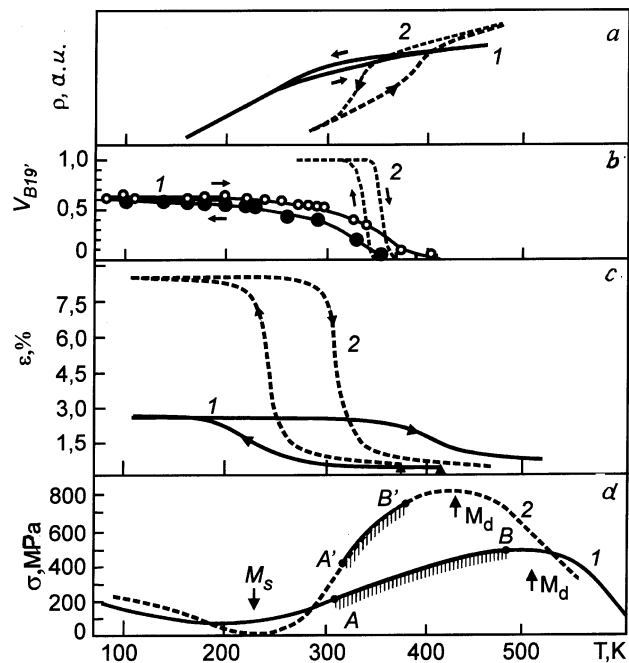 ρ, a.u.
2
1
a
V_B19'
1,0
0,5
0
1
2
b
ε,%
7,5
6,0
4,5
3,0
1,5
1
2
c
σ,MPa
800
600
400
200
0
M_s
A'
B'
A
B
M_d
M_d
2
1
d
100 200 300 400 500 T,K